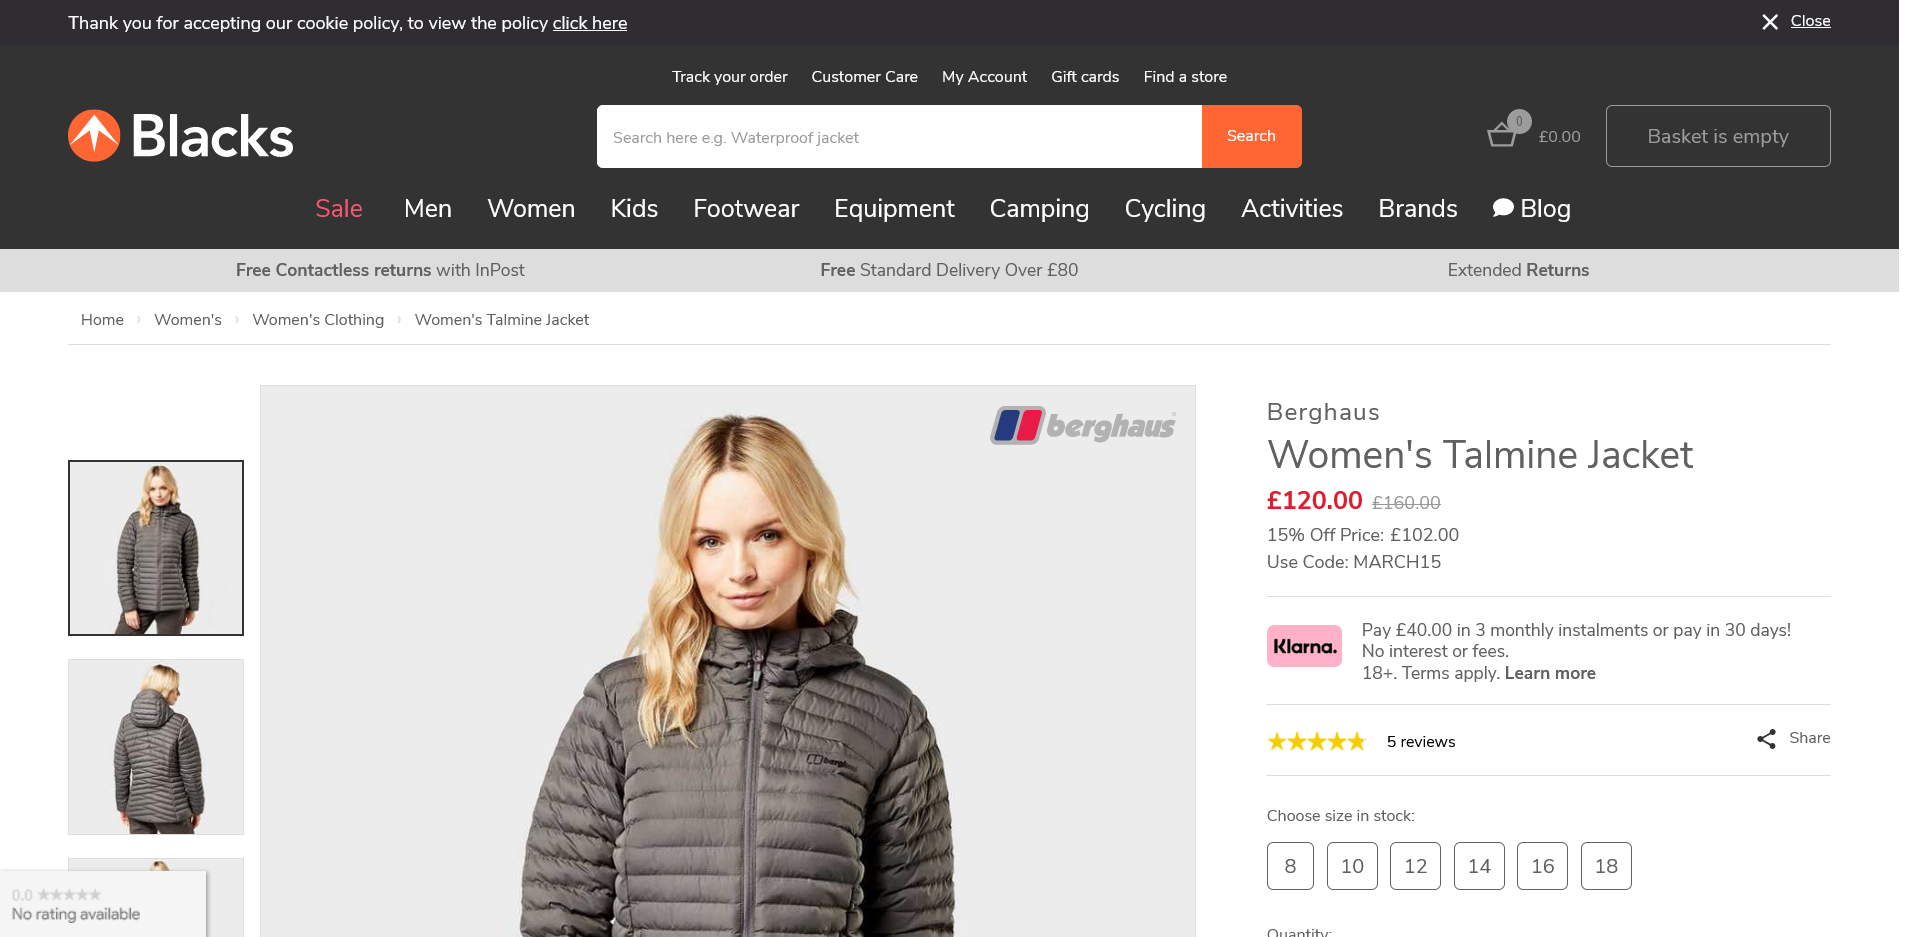 Thank you for accepting our cookie policy, to view the policy click here
Close
Track your order Customer Care My Account Gift cards Find a store
Blacks
Search here e.g. Waterproof jacket
Search
0
£0.00
Basket is empty
Sale Men Women Kids Footwear Equipment Camping Cycling Activities Brands Blog
Free Contactless returns with InPost
Free Standard Delivery Over £80
Extended Returns
Home › Women's › Women's Clothing › Women's Talmine Jacket
berghaus®
berghaus
Berghaus
Women's Talmine Jacket
£120.00 £160.00
15% Off Price: £102.00
Use Code: MARCH15
Klarna.
Pay £40.00 in 3 monthly instalments or pay in 30 days!
No interest or fees.
18+. Terms apply. Learn more
5 reviews
Share
Choose size in stock:
8 10 12 14 16 18
Quantity:
0.0
No rating available